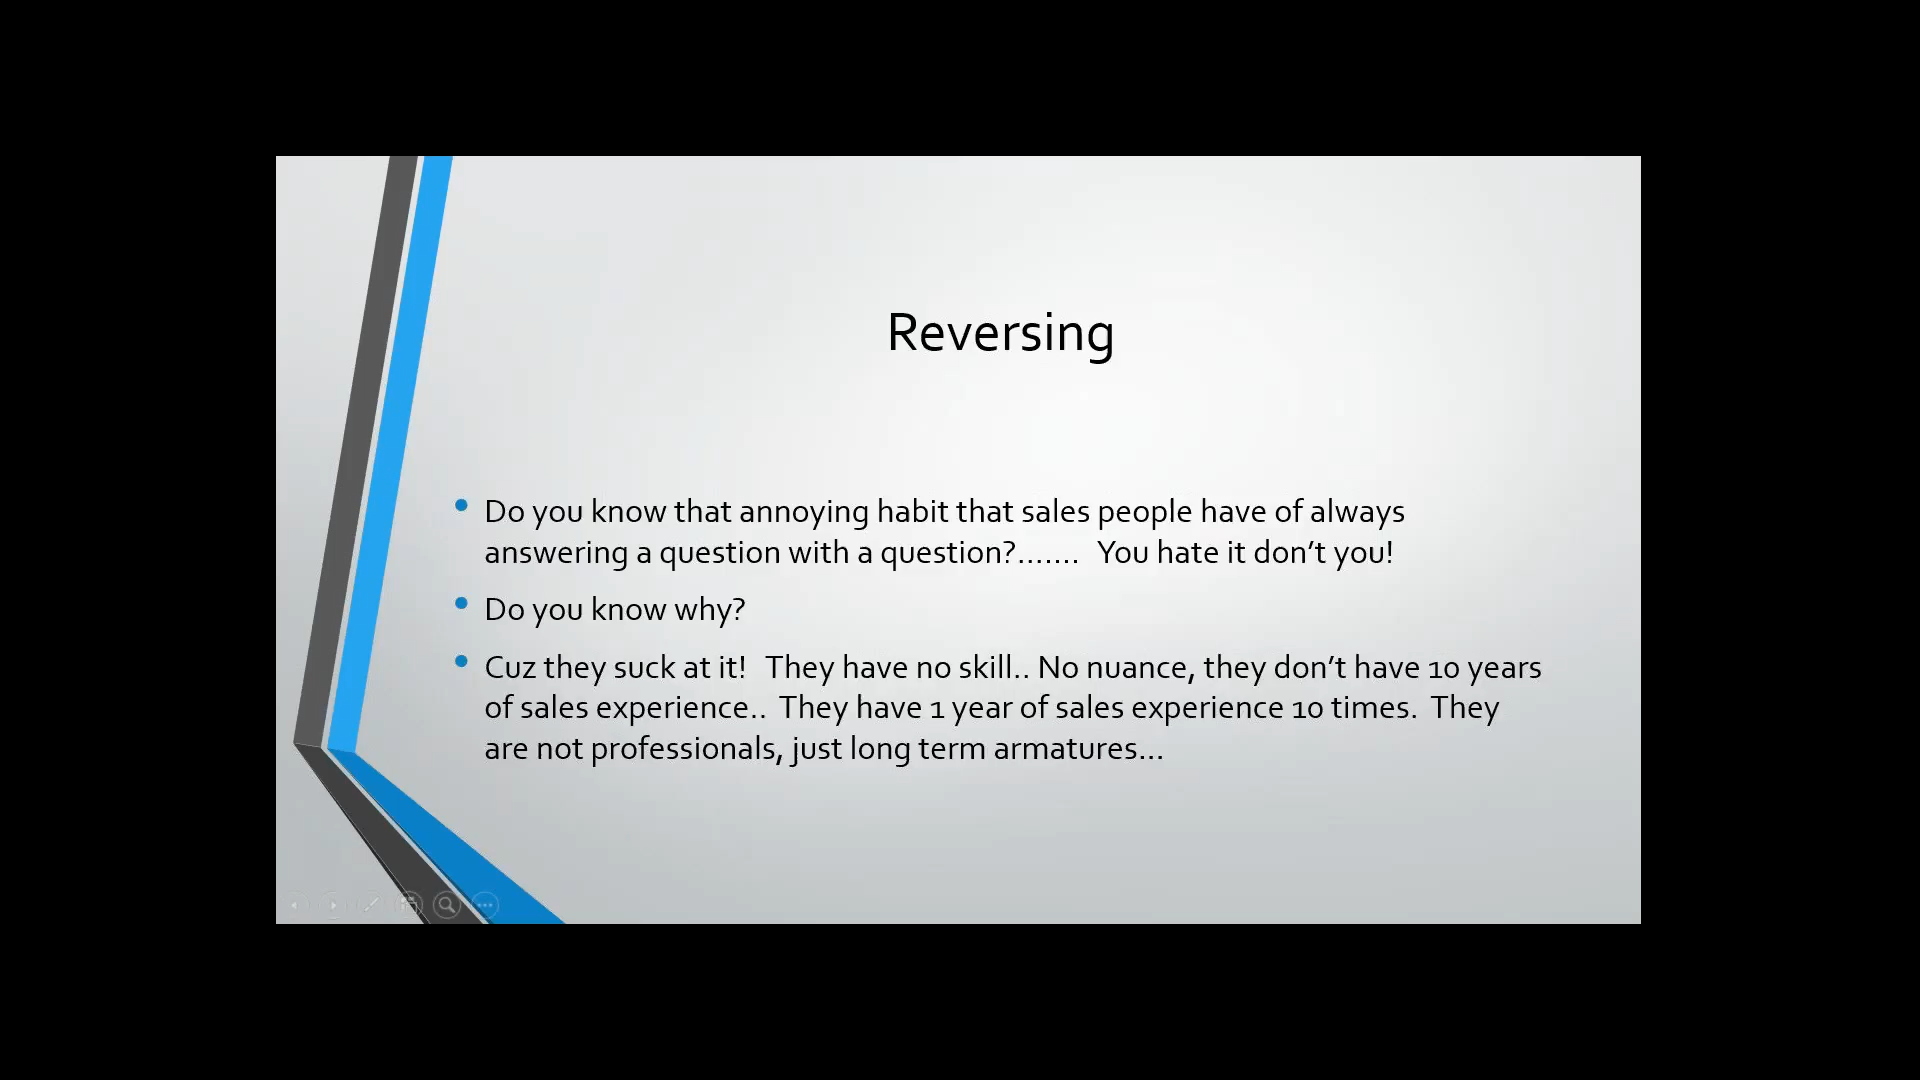 Reversing
Do you know that annoying habit that sales people have of always
answering a question with a question?....... You hate it don’t you!
Do you know why?
Cuz they suck at it! They have no skill.. No nuance, they don’t have 10 years
of sales experience.. They have 1 year of sales experience 10 times. They
are not professionals, just long term armatures...